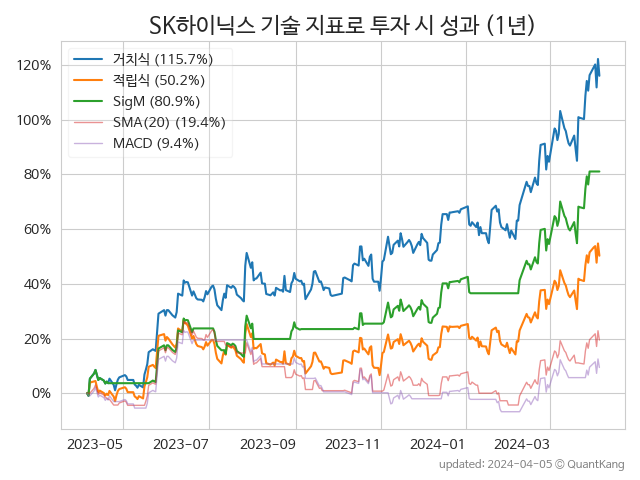 SK하이닉스 기술 지표로 투자 시 성과 (1년)
거치식 (115.7%)
적립식 (50.2%)
SigM (80.9%)
SMA(20) (19.4%)
MACD (9.4%)
120%
100%
80%
60%
40%
20%
0%
2023-05 2023-07 2023-09 2023-11 2024-01 2024-03
updated: 2024-04-05 © QuantKang